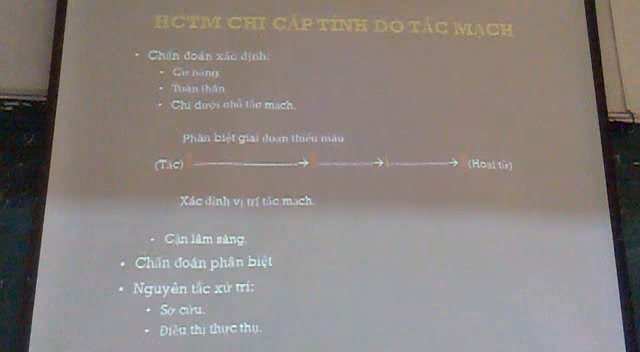 HCTM CHI CẤP TÍNH DO TẮC MẠCH
Chẩn đoán xác định:
Cơ năng.
Toàn thân.
Chi dưới chỗ tắc mạch.
Phân biệt giai đoạn thiếu máu
(Tắc) (Hoại tử)
Xác định vị trí tắc mạch.
Cận lâm sàng.
Chẩn đoán phân biệt
Nguyên tắc xử trí:
Sơ cứu.
Điều thị thực thụ.